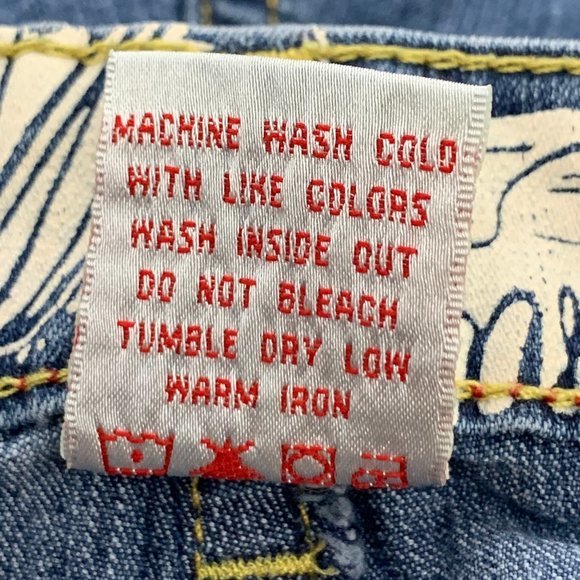 MACHINE WASH COLD
WITH LIKE COLORS
WASH INSIDE OUT
DO NOT BLEACH
TUMBLE DRY LOW
WARM IRON